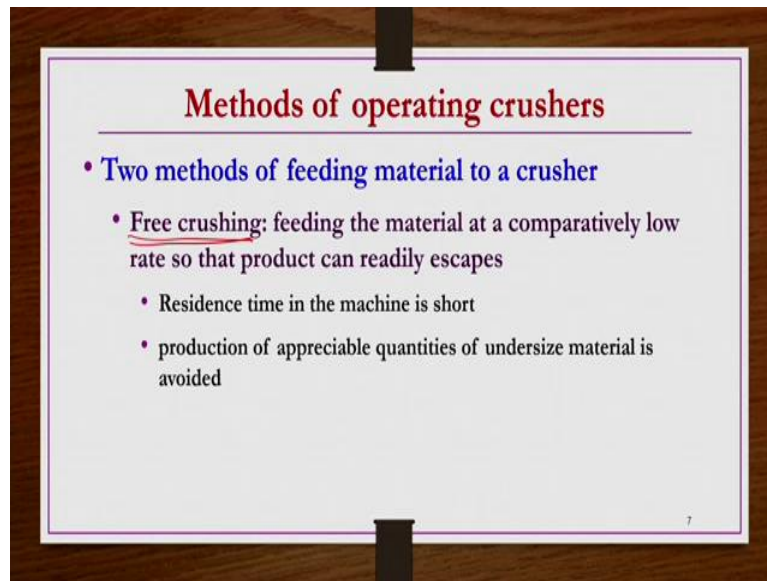 Methods of operating crushers
• Two methods of feeding material to a crusher
• Free crushing: feeding the material at a comparatively low
rate so that product can readily escapes
• Residence time in the machine is short
• production of appreciable quantities of undersize material is
avoided
7